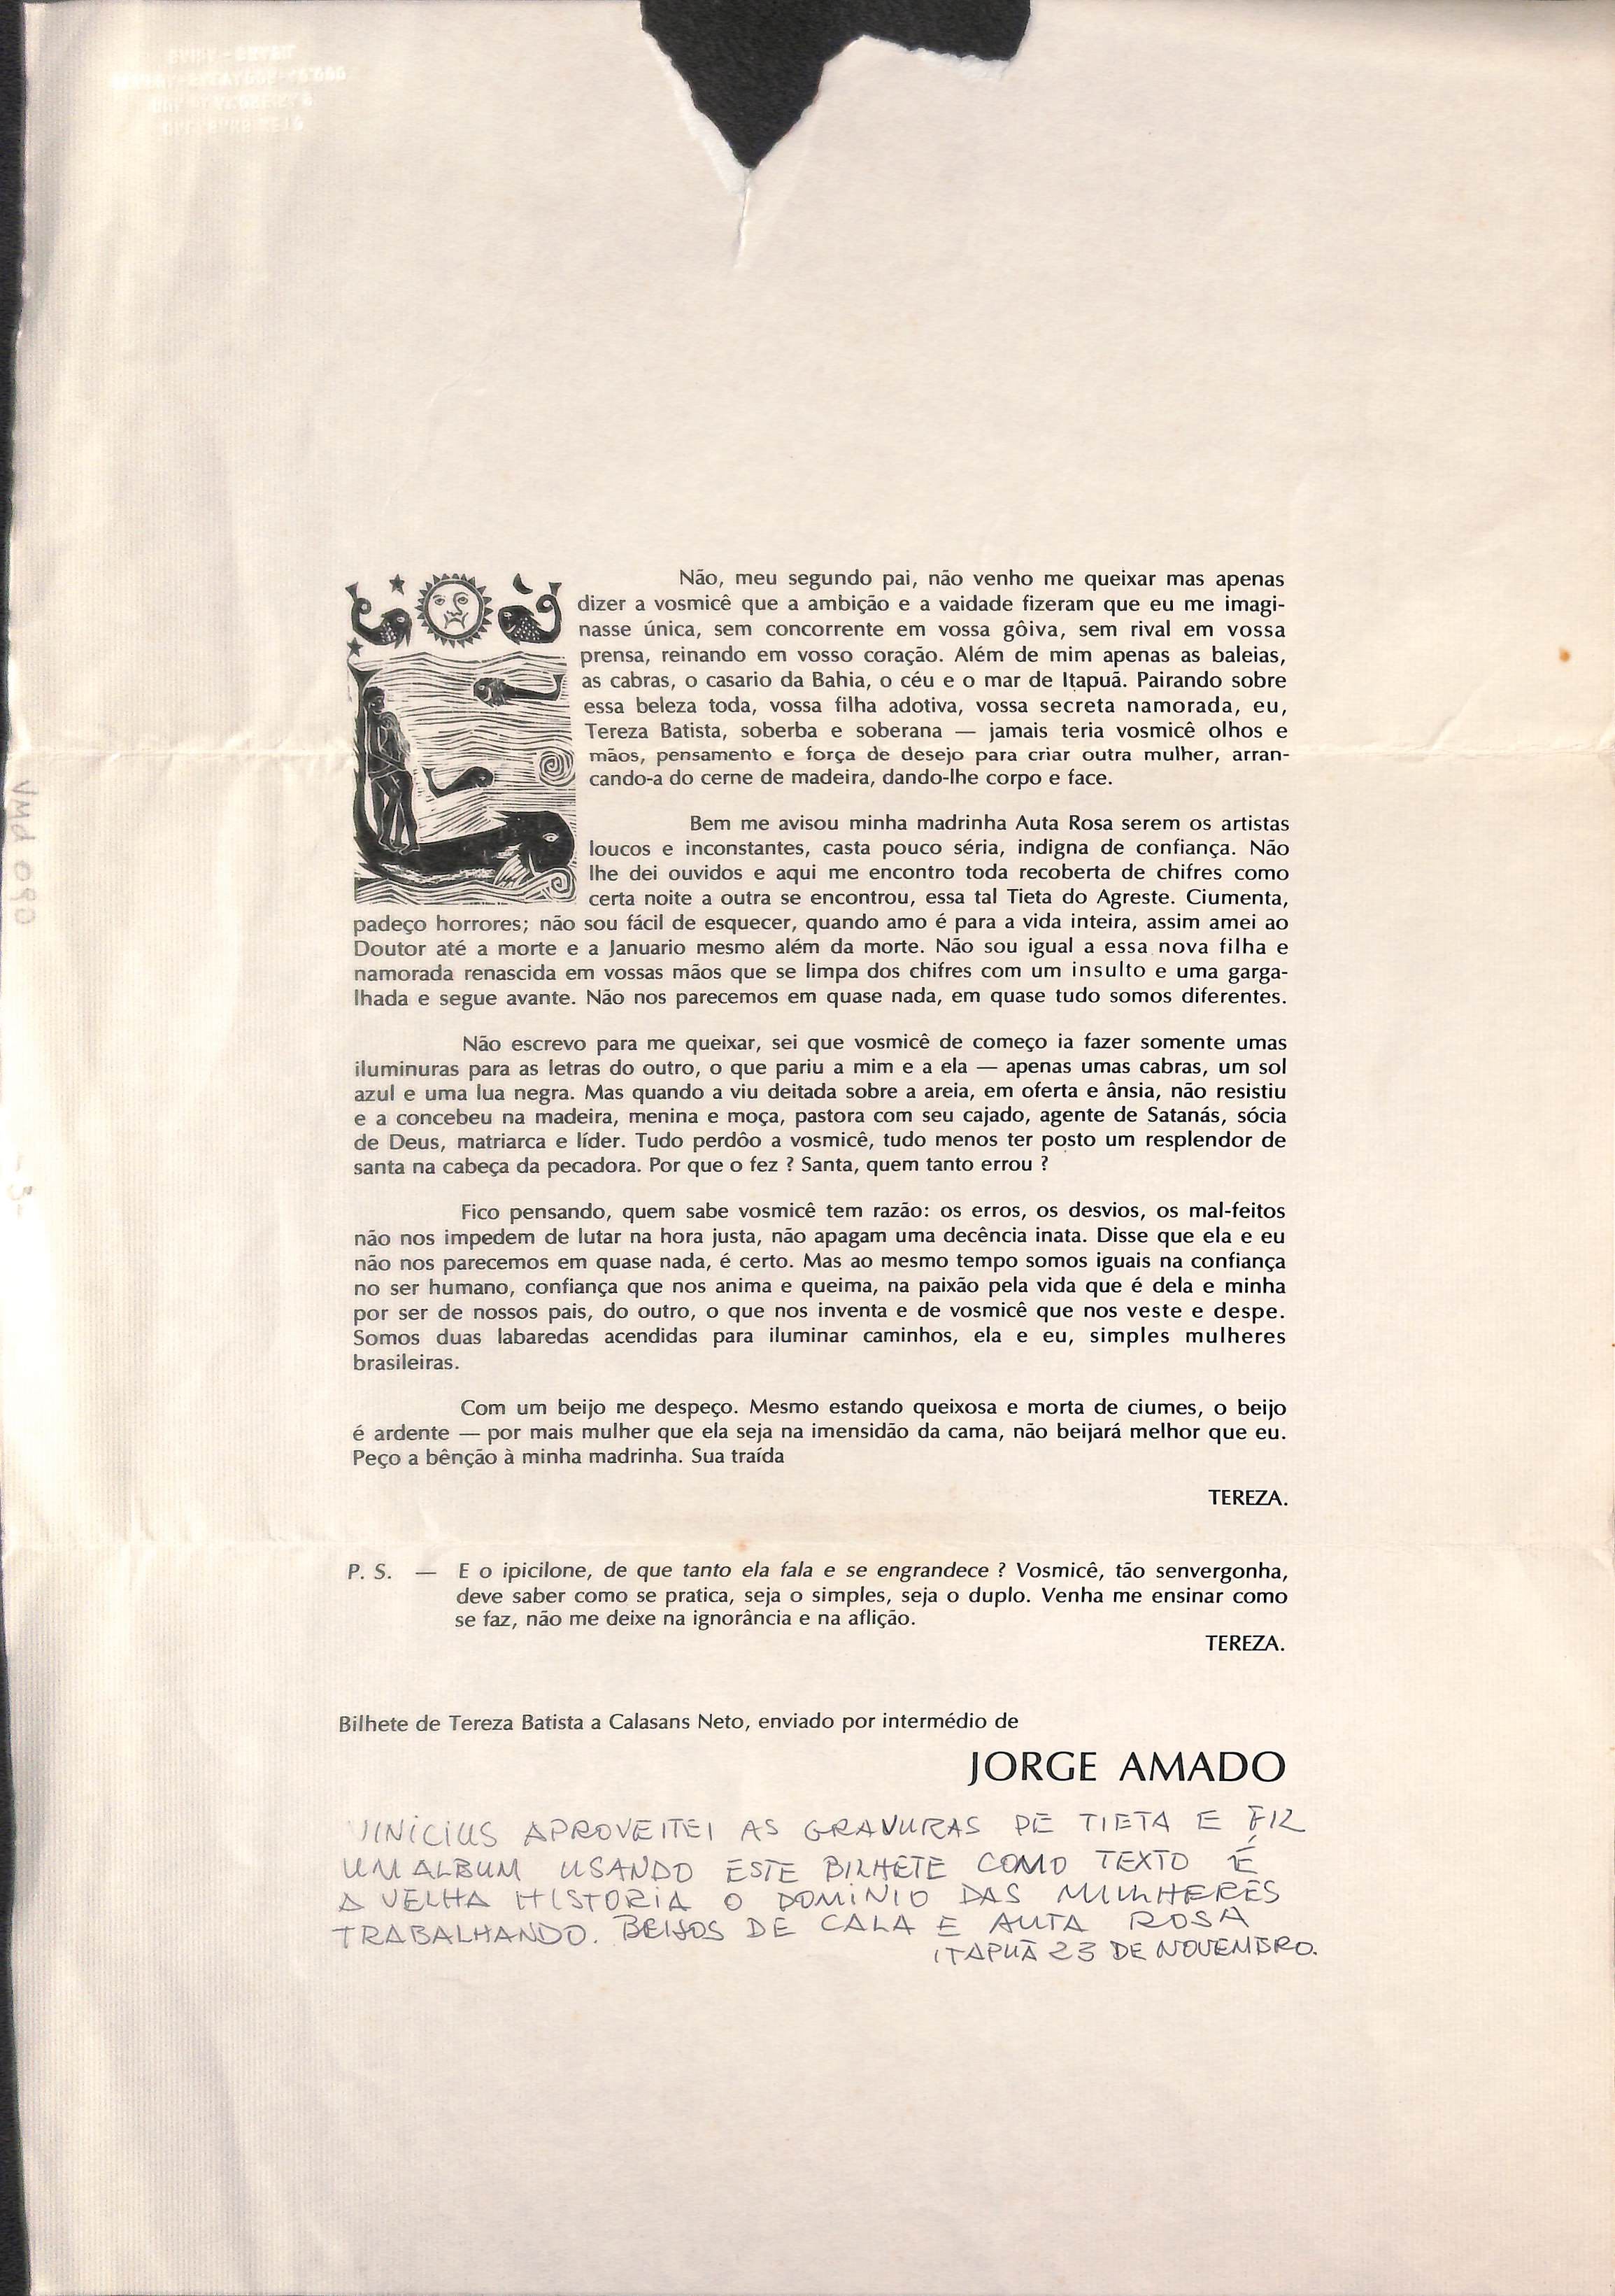 Não, meu segundo pai, não venho me queixar mas apenas
dizer a vosmicê que a ambição e a vaidade fizeram que eu me imagi-
nasse única, sem concorrente em vossa gôiva, sem rival em vossa
prensa, reinando em vosso coração. Além de mim apenas as baleias,
as cabras, o casario da Bahia, o céu e o mar de Itapuã. Pairando sobre
essa beleza toda, vossa filha adotiva, vossa secreta namorada, eu,
Tereza Batista, soberba e soberana — jamais teria vosmicê olhos e
mãos, pensamento e força de desejo para criar outra mulher, arran-
cando-a do cerne de madeira, dando-lhe corpo e face.
Bem me avisou minha madrinha Auta Rosa serem os artistas
loucos e inconstantes, casta pouco séria, indigna de confiança. Não
lhe dei ouvidos e aqui me encontro toda recoberta de chifres como
certa noite a outra se encontrou, essa tal Tieta do Agreste. Ciumenta,
padeço horrores; não sou fácil de esquecer, quando amo é para a vida inteira, assim amei ao
Doutor até a morte e a Januario mesmo além da morte. Não sou igual a essa nova filha e
namorada renascida em vossas mãos que se limpa dos chifres com um insulto e uma garga-
lhada e segue avante. Não nos parecemos em quase nada, em quase tudo somos diferentes.
Não escrevo para me queixar, sei que vosmicê de começo ia fazer somente umas
iluminuras para as letras do outro, o que pariu a mim e a ela — apenas umas cabras, um sol
azul e uma lua negra. Mas quando a viu deitada sobre a areia, em oferta e ânsia, não resistiu
e a concebeu na madeira, menina e moça, pastora com seu cajado, agente de Satanás, sócia
de Deus, matriarca e líder. Tudo perdôo a vosmicê, tudo menos ter posto um resplendor de
santa na cabeça da pecadora. Por que o fez ? Santa, quem tanto errou ?
Fico pensando, quem sabe vosmicê tem razão: os erros, os desvios, os mal-feitos
não nos impedem de lutar na hora justa, não apagam uma decência inata. Disse que ela e eu
não nos parecemos em quase nada, é certo. Mas ao mesmo tempo somos iguais na confiança
no ser humano, confiança que nos anima e queima, na paixão pela vida que é dela e minha
por ser de nossos pais, do outro, o que nos inventa e de vosmicê que nos veste e despe.
Somos duas labaredas acendidas para iluminar caminhos, ela e eu, simples mulheres
brasileiras.
Com um beijo me despeço. Mesmo estando queixosa e morta de ciumes, o beijo
é ardente — por mais mulher que ela seja na imensidão da cama, não beijará melhor que eu.
Peço a bênção à minha madrinha. Sua traída
TEREZA.
P. S. — E o ipicilone, de que tanto ela fala e se engrandece ? Vosmicê, tão senvergonha,
deve saber como se pratica, seja o simples, seja o duplo. Venha me ensinar como
se faz, não me deixe na ignorância e na aflição.
TEREZA.
Bilhete de Tereza Batista a Calasans Neto, enviado por intermédio de
JORGE AMADO
VINICIUS APROVEITEI AS GRAVURAS DE TIETA E FIZ
UM ALBUM USANDO ESTE BILHETE COMO TEXTO É
A VELHA HISTORIA O DOMINIO DAS MULHERES
TRABALHANDO. BEIJOS DE CALA E AUTA ROSA
ITAPUÃ 23 DE NOVEMBRO.